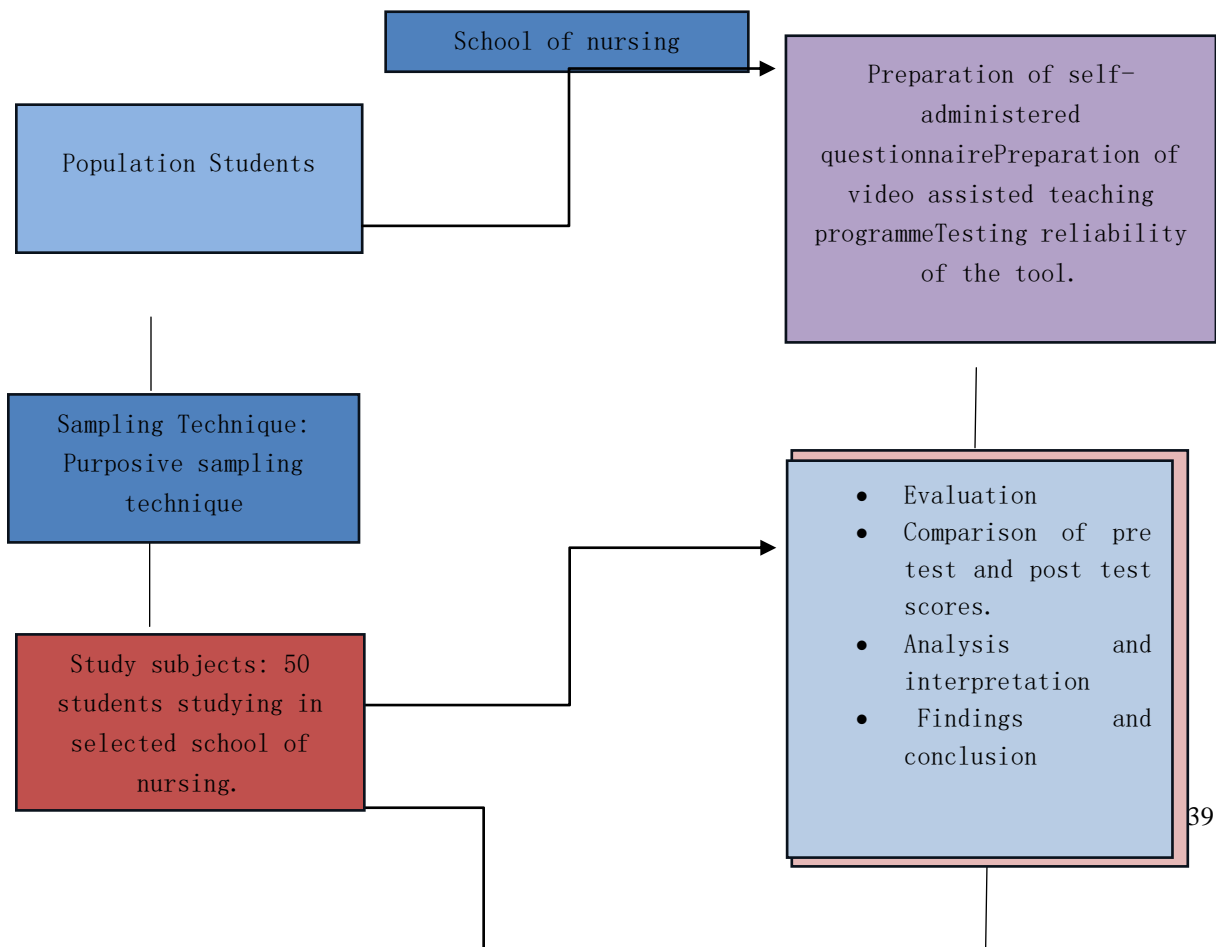 School of nursing
Population Students
Preparation of self-
administered
questionnairePreparation of
video assisted teaching
programmeTesting reliability
of the tool.
Sampling Technique:
Purposive sampling
technique
Study subjects: 50
students studying in
selected school of
nursing.
• Evaluation
• Comparison of pre
test and post test
scores.
• Analysis and
interpretation
• Findings and
conclusion
39